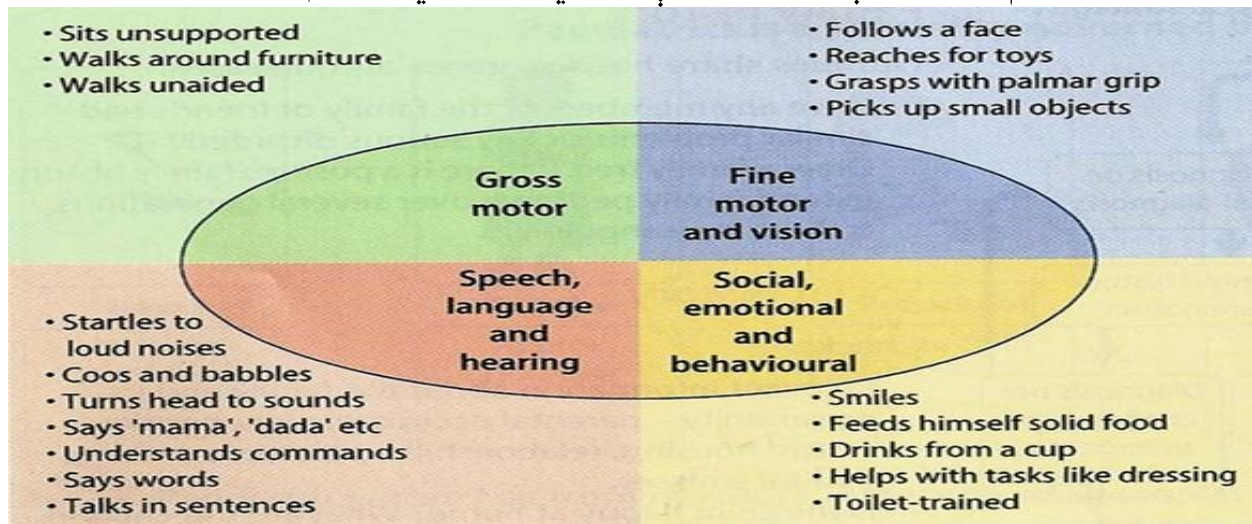 • Sits unsupported
• Walks around furniture
• Walks unaided
• Follows a face
• Reaches for toys
• Grasps with palmar grip
• Picks up small objects
Gross
motor
Fine
motor
and vision
Speech,
language
and
hearing
Social,
emotional
and
behavioural
• Startles to
loud noises
• Coos and babbles
• Turns head to sounds
• Says 'mama', 'dada' etc
• Understands commands
• Says words
• Talks in sentences
• Smiles
• Feeds himself solid food
• Drinks from a cup
• Helps with tasks like dressing
• Toilet-trained